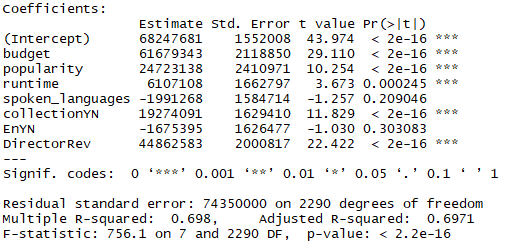 Coefficients:
Estimate Std. Error t value Pr(>|t|)
(Intercept) 68247681 1552008 43.974 < 2e-16 ***
budget 61679343 2118850 29.110 < 2e-16 ***
popularity 24723138 2410971 10.254 < 2e-16 ***
runtime 6107108 1662797 3.673 0.000245 ***
spoken_languages -1991268 1584714 -1.257 0.209046
collectionYN 19274091 1629410 11.829 < 2e-16 ***
EnYN -1675395 1626477 -1.030 0.303083
DirectorRev 44862583 2000817 22.422 < 2e-16 ***
---
Signif. codes: 0 ‘***’ 0.001 ‘**’ 0.01 ‘*’ 0.05 ‘.’ 0.1 ‘ ’ 1
Residual standard error: 74350000 on 2290 degrees of freedom
Multiple R-squared: 0.698, Adjusted R-squared: 0.6971
F-statistic: 756.1 on 7 and 2290 DF, p-value: < 2.2e-16